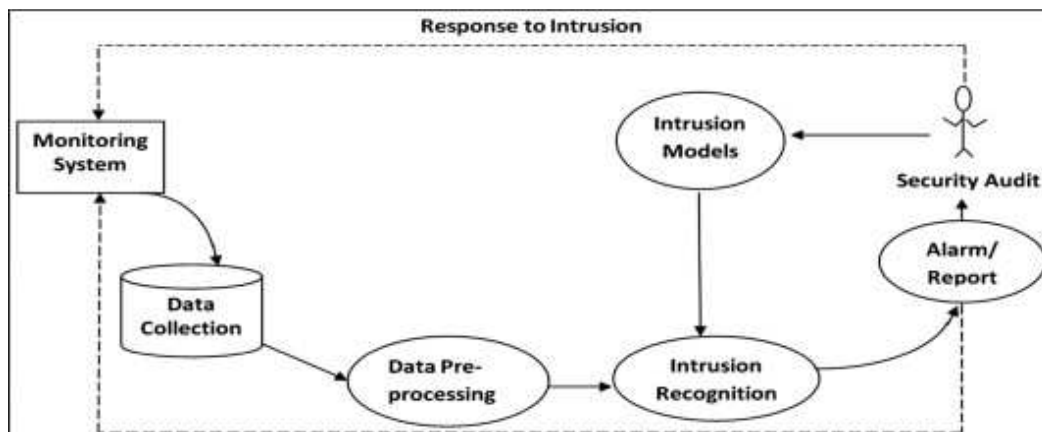 Response to Intrusion
Monitoring
System
Intrusion
Models
Security Audit
Alarm/
Report
Data
Collection
Data Pre-
processing
Intrusion
Recognition